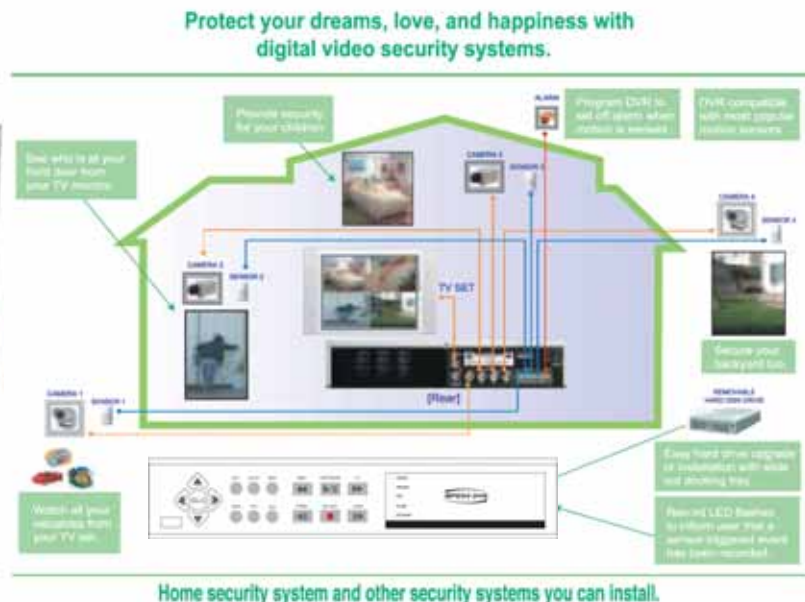 Protect your dreams, love, and happiness with
digital video security systems.
Provide security
for your children
ALARM
Program DVR to
set off alarm when
motion is sensed.
DVR compatible
with most popular
motion sensors
See who is at your
front door from
your TV monitor.
CAMERA 3
SENSOR 3
CAMERA 4
SENSOR 4
CAMERA 2
SENSOR 2
TV SET
[Rear]
Secure your
backyard too.
CAMERA 1
SENSOR 1
REMOVABLE
HARD DISK DRIVE
Watch all your
valuables from
your TV set.
Easy hard drive upgrade
or installation with slide
out docking tray.
Record LED flashes
to inform user that a
sensor triggered event
has been recorded.
Home security system and other security systems you can install.